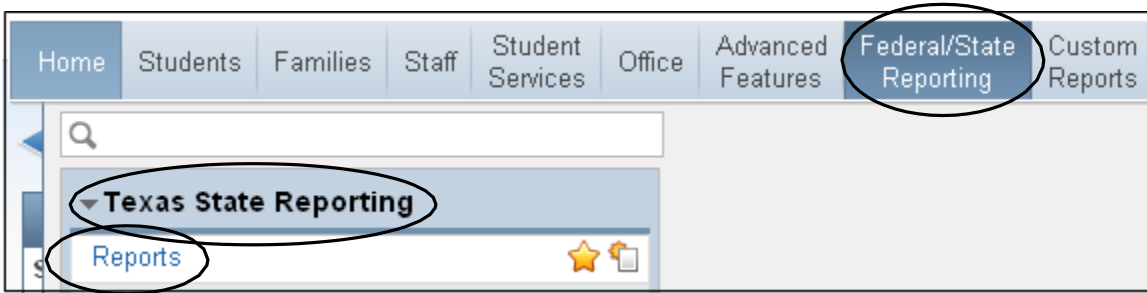 Home
Students
Families
Staff
Student
Services
Office
Advanced
Features
Federal/State
Reporting
Custom
Reports
Texas State Reporting
Reports